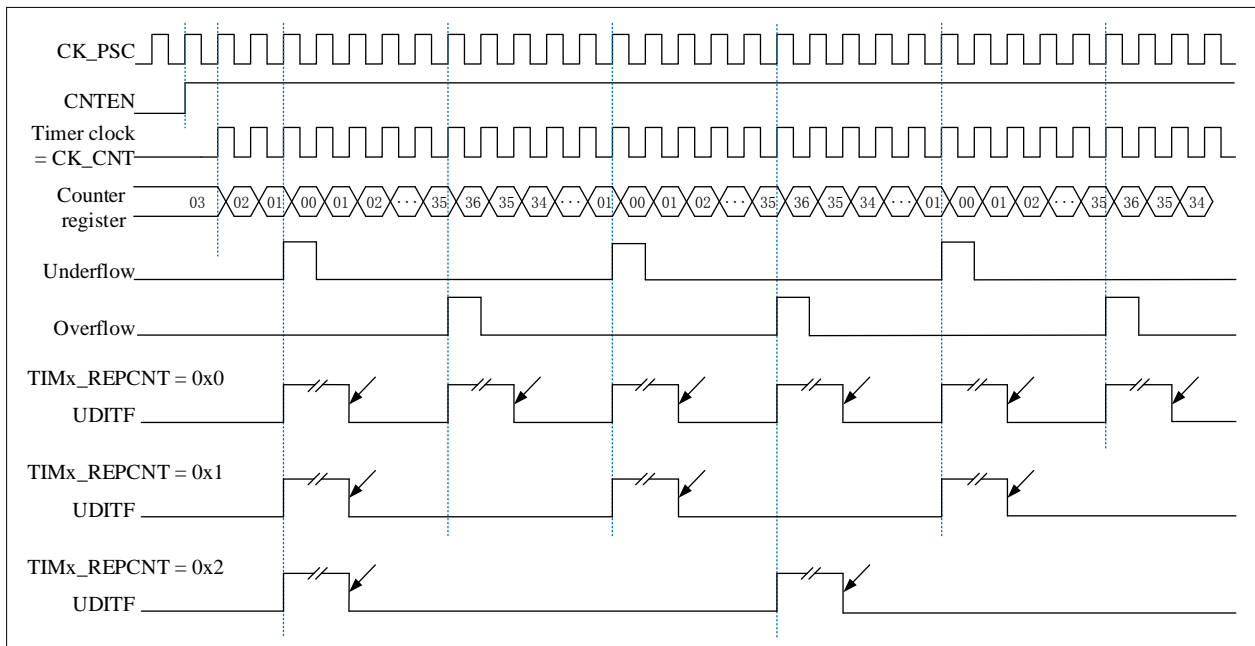 CK_PSC
CNTEN
Timer clock
= CK_CNT
Counter
register
03 02 01 00 01 02 ··· 35 36 35 34 ··· 01 00 01 02 ··· 35 36 35 34 ··· 01 00 01 02 ··· 35 36 35 34
Underflow
Overflow
TIMx_REPCNT = 0x0
UDITF
TIMx_REPCNT = 0x1
UDITF
TIMx_REPCNT = 0x2
UDITF